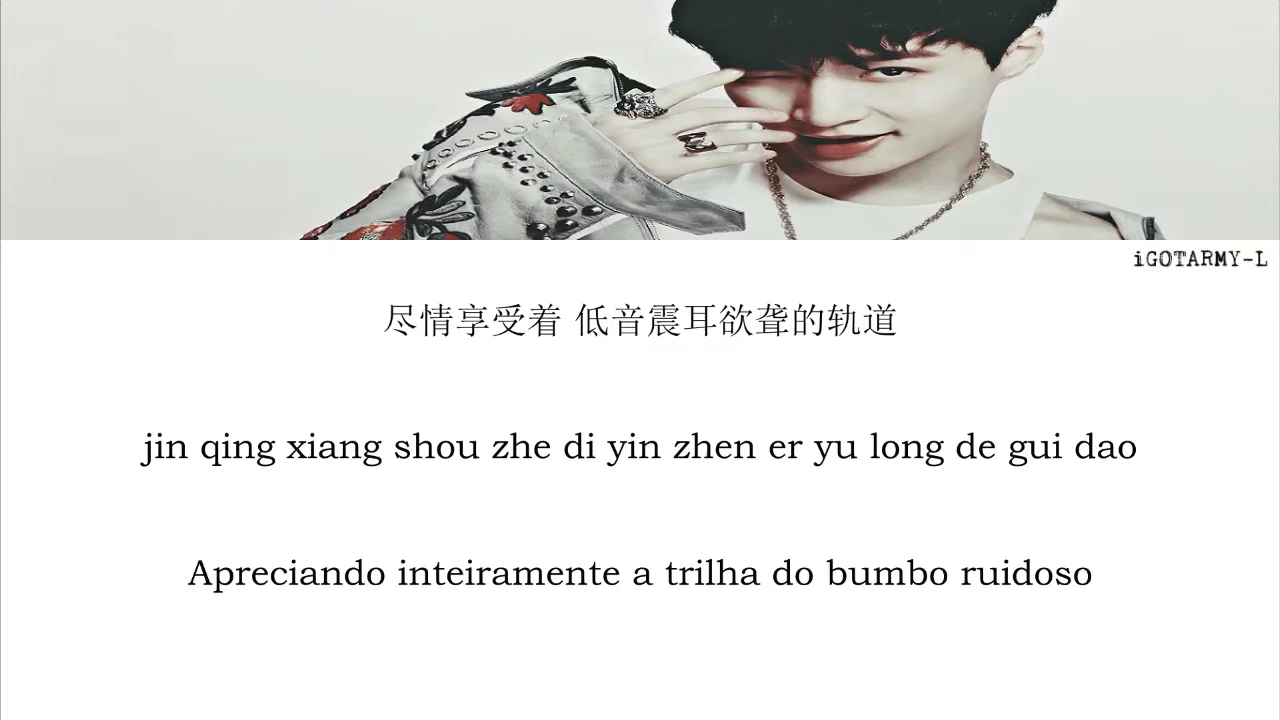 iGOTARMY-L
尽情享受着 低音震耳欲聋的轨道
jin qing xiang shou zhe di yin zhen er yu long de gui dao
Apreciando inteiramente a trilha do bumbo ruidoso